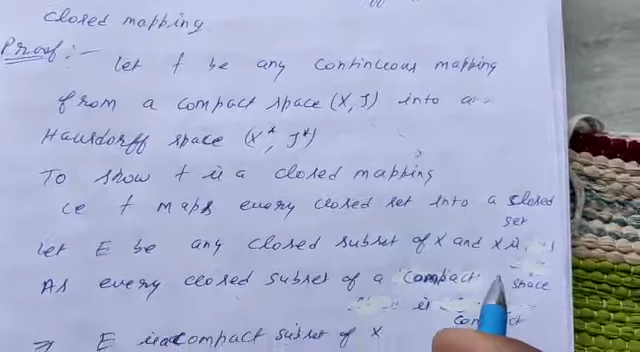 closed mapping
Proof :- Let f be any continuous mapping
from a compact space (X, J) into a
Hausdorff space (X*, J*)
To show f is a closed mapping
ie f maps every closed set into a closed
set
Let E be any closed subset of X and X is
As every closed subset of a compact space
is compact
⇒ E is a compact subset of X